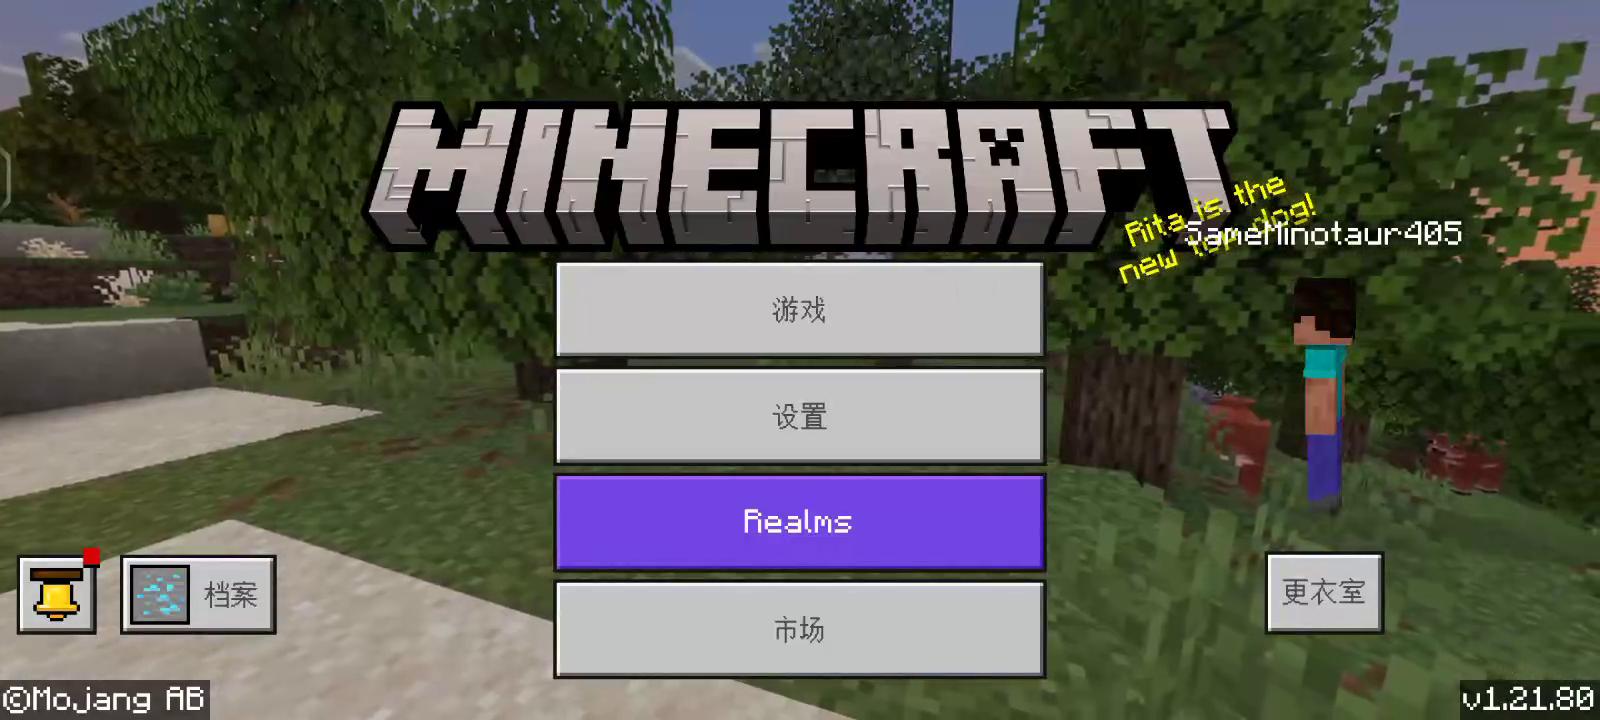 MINECRAFT
Rita is the
new top dog!
GameMinotaur405
游戏
设置
Realms
市场
档案
更衣室
©Mojang AB
v1.21.80